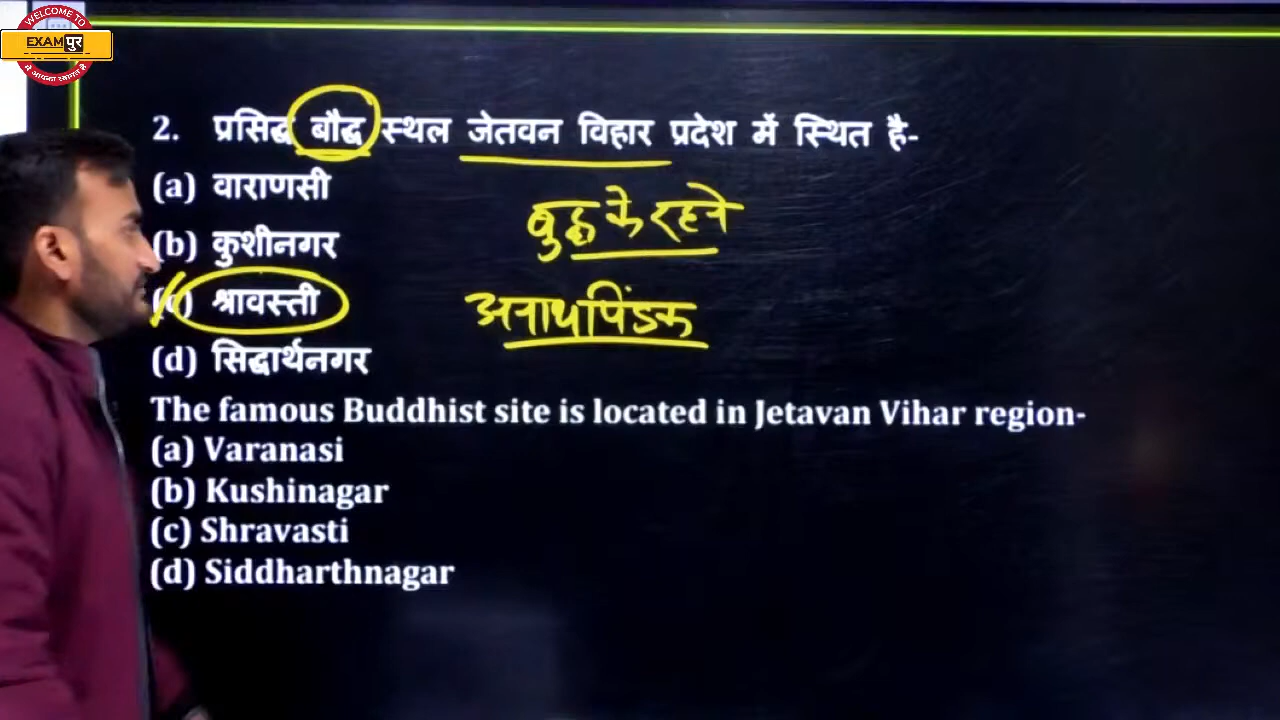 WELCOME TO
EXAMपुर
2. प्रसिद्ध बौद्ध स्थल जेतवन विहार प्रदेश में स्थित है-
(a) वाराणसी
बुद्ध के रहने
(b) कुशीनगर
(c) श्रावस्ती
अनाथपिंडक
(d) सिद्धार्थनगर
The famous Buddhist site is located in Jetavan Vihar region-
(a) Varanasi
(b) Kushinagar
(c) Shravasti
(d) Siddharthnagar